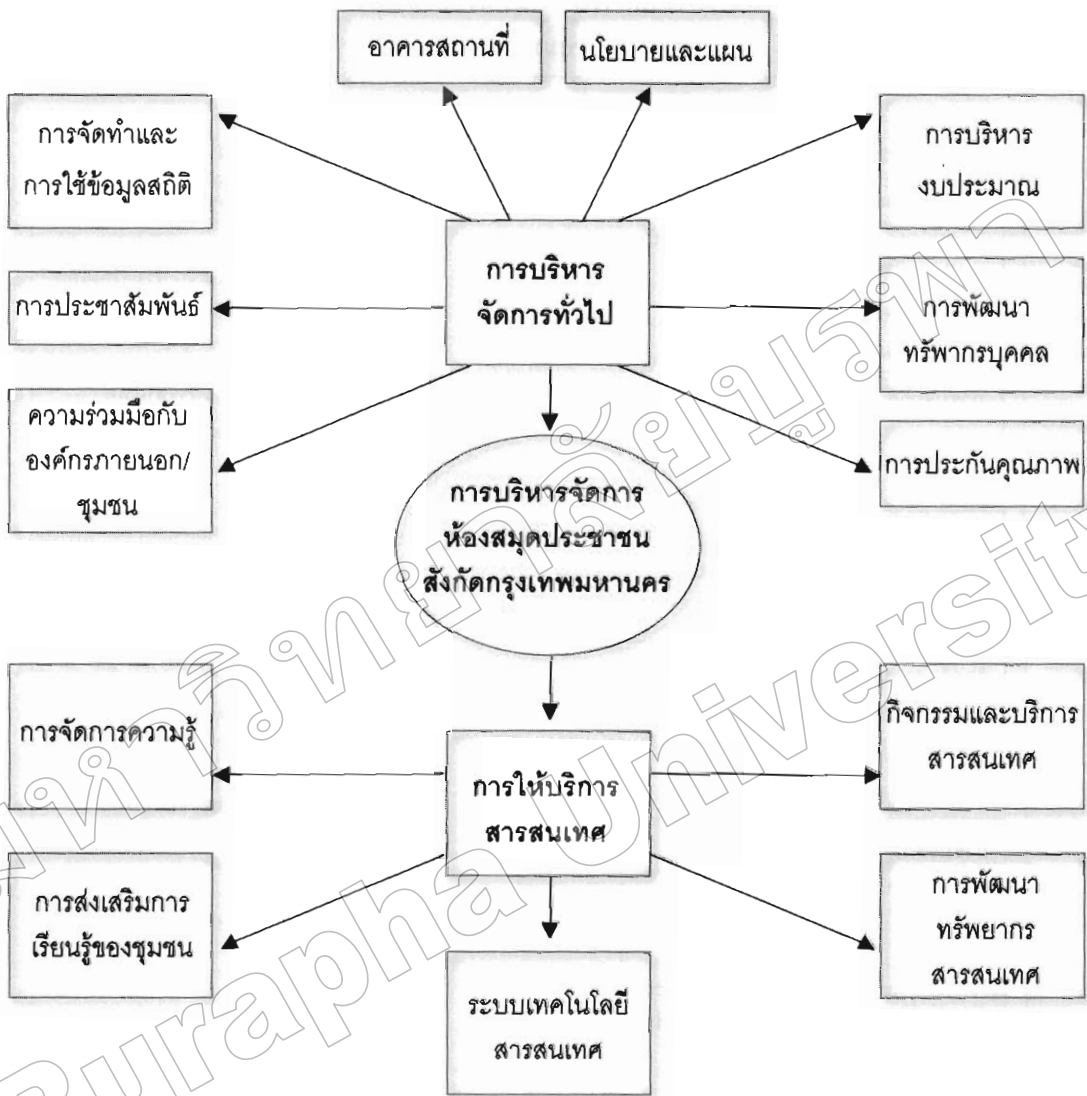 อาคารสถานที่
นโยบายและแผน
การจัดทำและ
การใช้ข้อมูลสถิติ
การบริหาร
งบประมาณ
การบริหาร
จัดการทั่วไป
การประชาสัมพันธ์
การพัฒนา
ทรัพากรบุคคล
ความร่วมมือกับ
องค์กรภายนอก/
ชุมชน
การประกันคุณภาพ
การบริหารจัดการ
ห้องสมุดประชาชน
สังกัดกรุงเทพมหานคร
การจัดการความรู้
การให้บริการ
สารสนเทศ
กิจกรรมและบริการ
สารสนเทศ
การส่งเสริมการ
เรียนรู้ของชุมชน
ระบบเทคโนโลยี
สารสนเทศ
การพัฒนา
ทรัพยากร
สารสนเทศ
มหาวิทยาลัยบูรพา
Burapha University